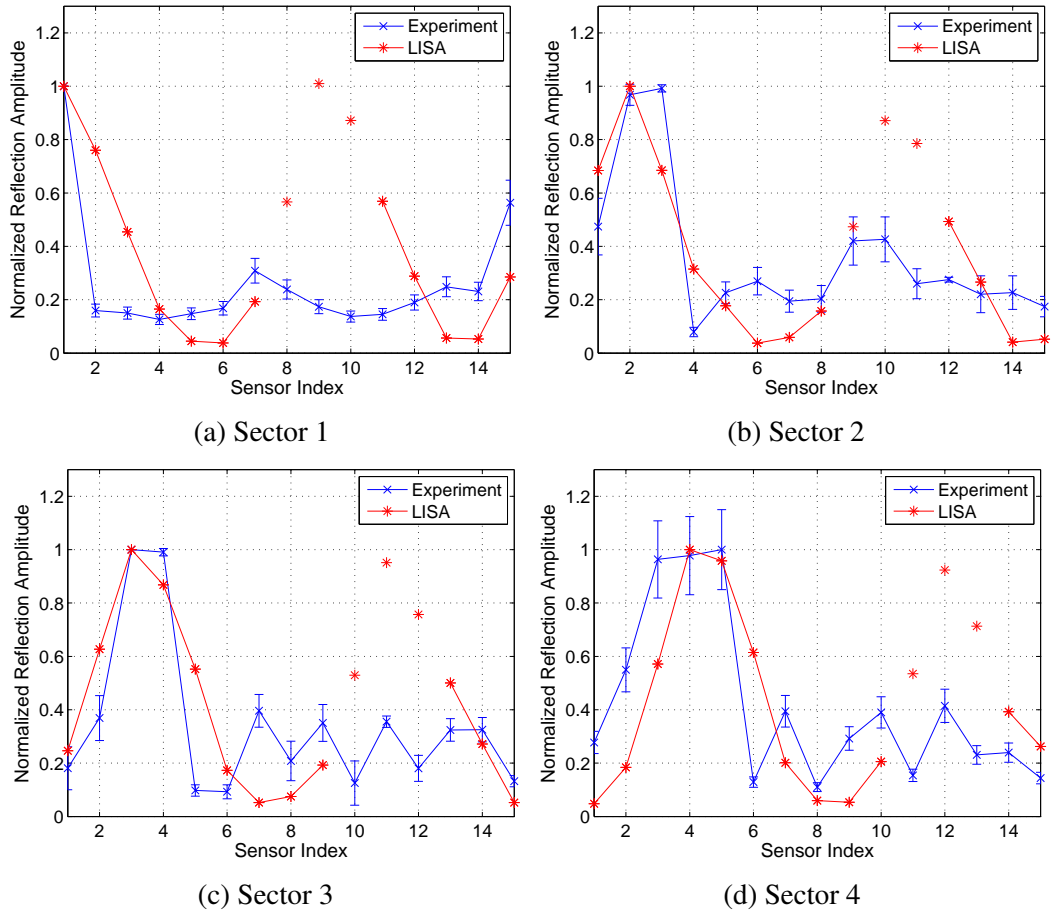 Experiment
LISA
Normalized Reflection Amplitude
1.2
1
0.8
0.6
0.4
0.2
0
2 4 6 8 10 12 14
Sensor Index
(a) Sector 1
Experiment
LISA
Normalized Reflection Amplitude
1.2
1
0.8
0.6
0.4
0.2
0
2 4 6 8 10 12 14
Sensor Index
(b) Sector 2
Experiment
LISA
Normalized Reflection Amplitude
1.2
1
0.8
0.6
0.4
0.2
0
2 4 6 8 10 12 14
Sensor Index
(c) Sector 3
Experiment
LISA
Normalized Reflection Amplitude
1.2
1
0.8
0.6
0.4
0.2
0
2 4 6 8 10 12 14
Sensor Index
(d) Sector 4